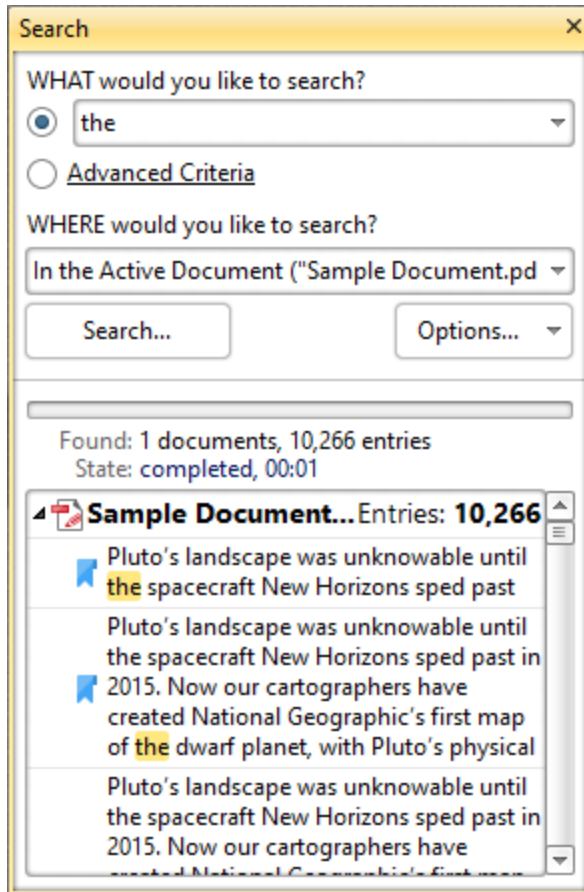 Search
WHAT would you like to search?
the
Advanced Criteria
WHERE would you like to search?
In the Active Document ("Sample Document.pd
Search...
Options...
Found: 1 documents, 10,266 entries
State: completed, 00:01
Sample Document... Entries: 10,266
Pluto’s landscape was unknowable until
the spacecraft New Horizons sped past
Pluto’s landscape was unknowable until
the spacecraft New Horizons sped past in
2015. Now our cartographers have
created National Geographic’s first map
of the dwarf planet, with Pluto’s physical
Pluto’s landscape was unknowable until
the spacecraft New Horizons sped past in
2015. Now our cartographers have
created National Geographic’s first map